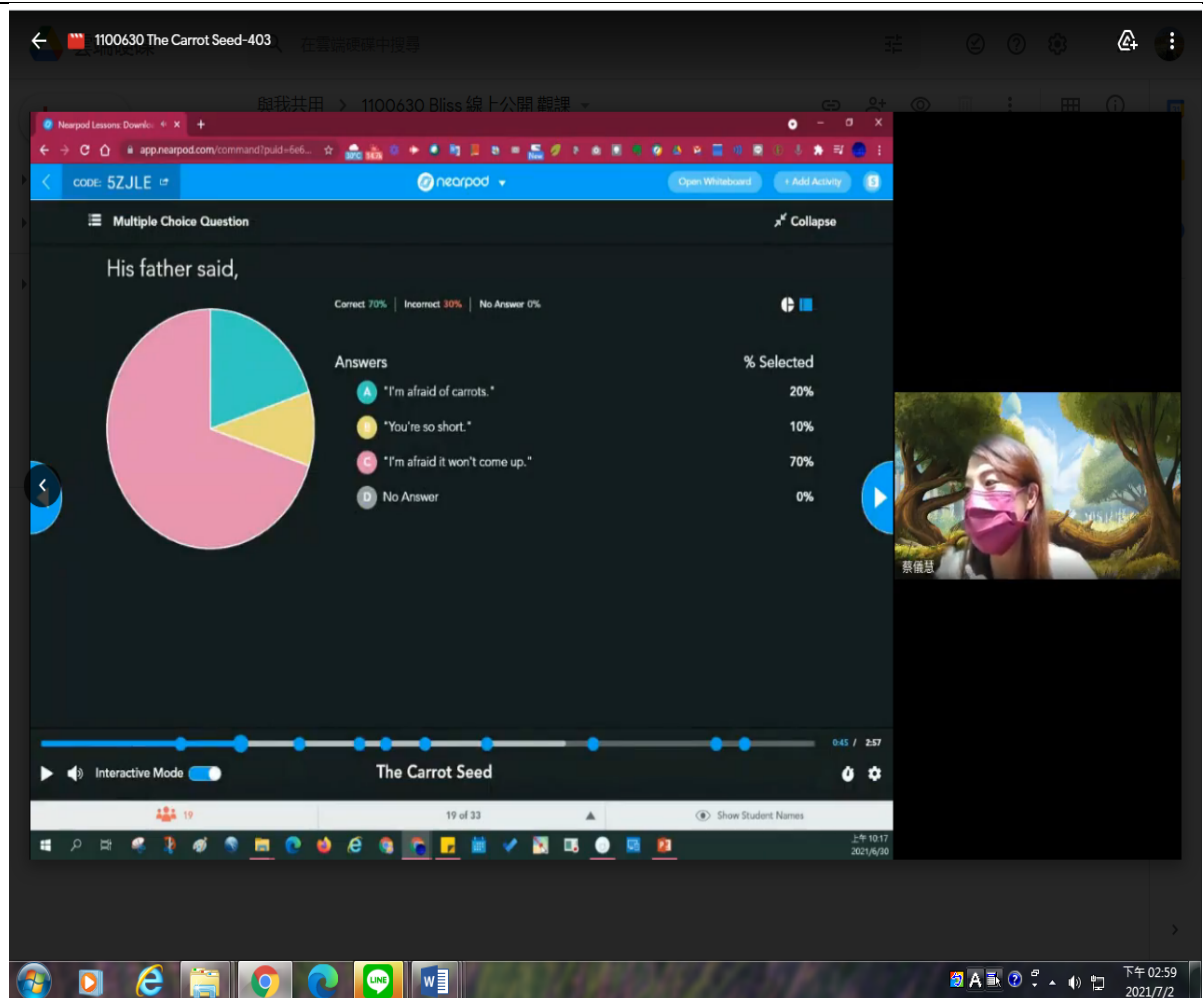 1100630 The Carrot Seed-403
在雲端硬碟中搜尋
與我共用 > 1100630 Bliss 線上公開 觀課
Nearpod Lessons: Downlo
app.nearpod.com/command?puid=6e6...
30°C
New
CODE: 5ZJLE
nearpod
Open Whiteboard
+ Add Activity
Multiple Choice Question
Collapse
His father said,
Correct 70% | Incorrect 30% | No Answer 0%
Answers
% Selected
A "I'm afraid of carrots."
20%
B "You're so short."
10%
C "I'm afraid it won't come up."
70%
D No Answer
0%
蔡儀慧
0:45 / 2:57
Interactive Mode
The Carrot Seed
19
19 of 33
Show Student Names
上午 10:17
2021/6/30
LINE
下午 02:59
2021/7/2